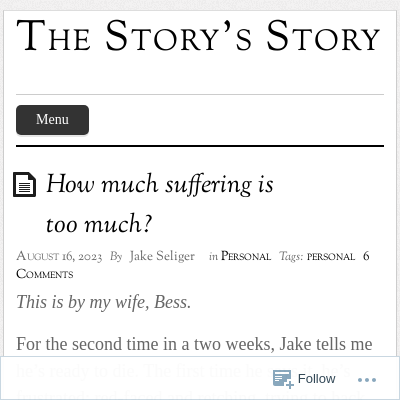 The Story's Story
Menu
How much suffering is
too much?
August 16, 2023 By Jake Seliger in Personal Tags: personal 6
Comments
This is by my wife, Bess.
For the second time in a two weeks, Jake tells me
he's ready to die. The first time he
Follow